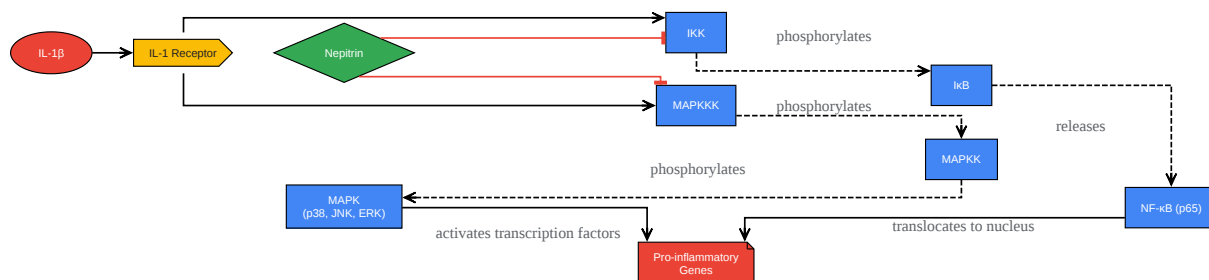 IL-1β
IL-1 Receptor
Nepitrin
IKK
phosphorylates
IκB
MAPKKK
phosphorylates
releases
MAPKK
phosphorylates
MAPK
(p38, JNK, ERK)
NF-κB (p65)
activates transcription factors
translocates to nucleus
Pro-inflammatory
Genes